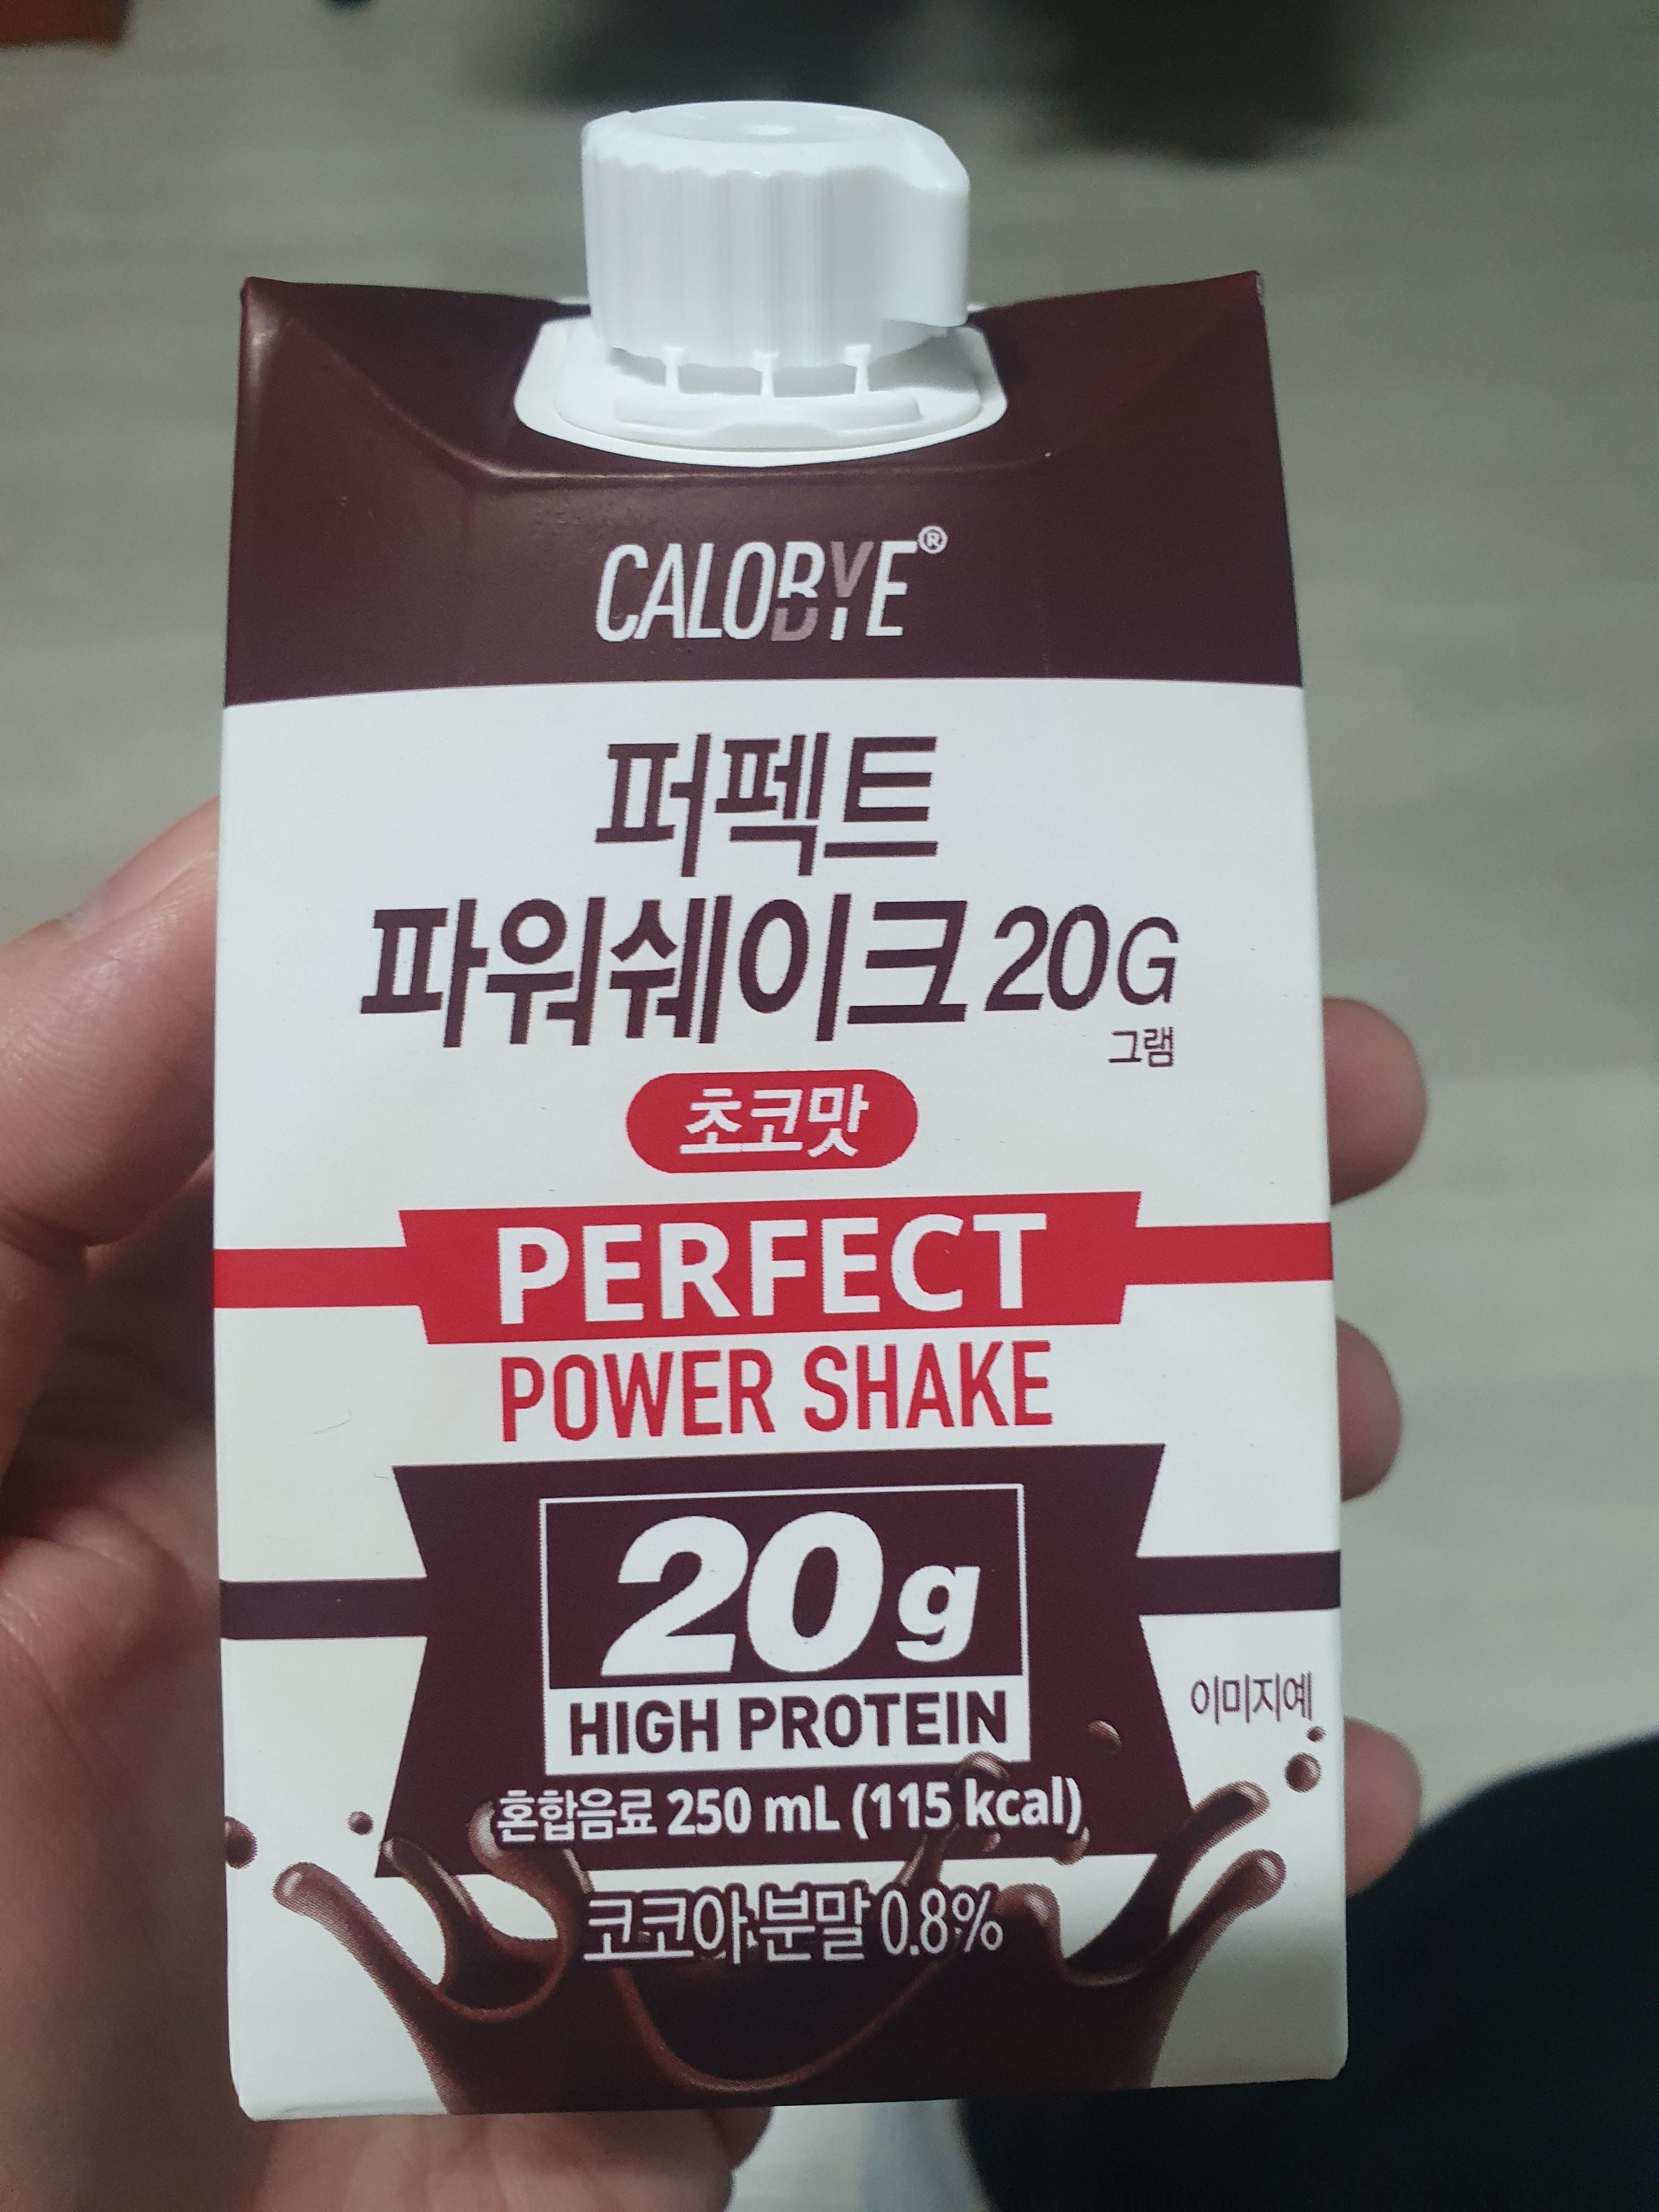 CALOBYE®
퍼펙트
파워쉐이크 20G
그램
초코맛
PERFECT
POWER SHAKE
20g
HIGH PROTEIN
이미지예
혼합음료 250 mL (115 kcal)
코코아분말 0.8%